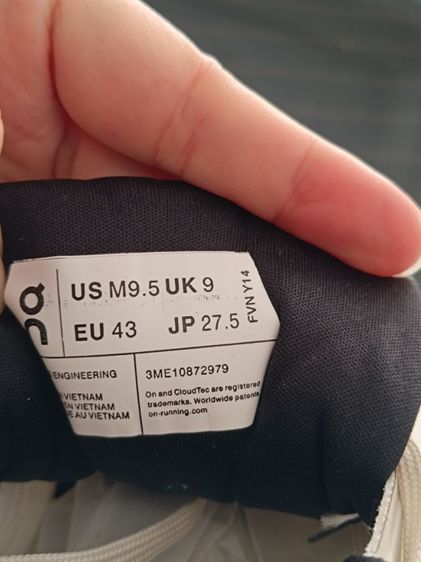 US M9.5 UK 9
EU 43 JP 27.5
FVN Y14
ENGINEERING
VIETNAM
EN VIETNAM
AU VIETNAM
3ME10872979
On and CloudTec are registered
trademarks. Worldwide patents
on-running.com